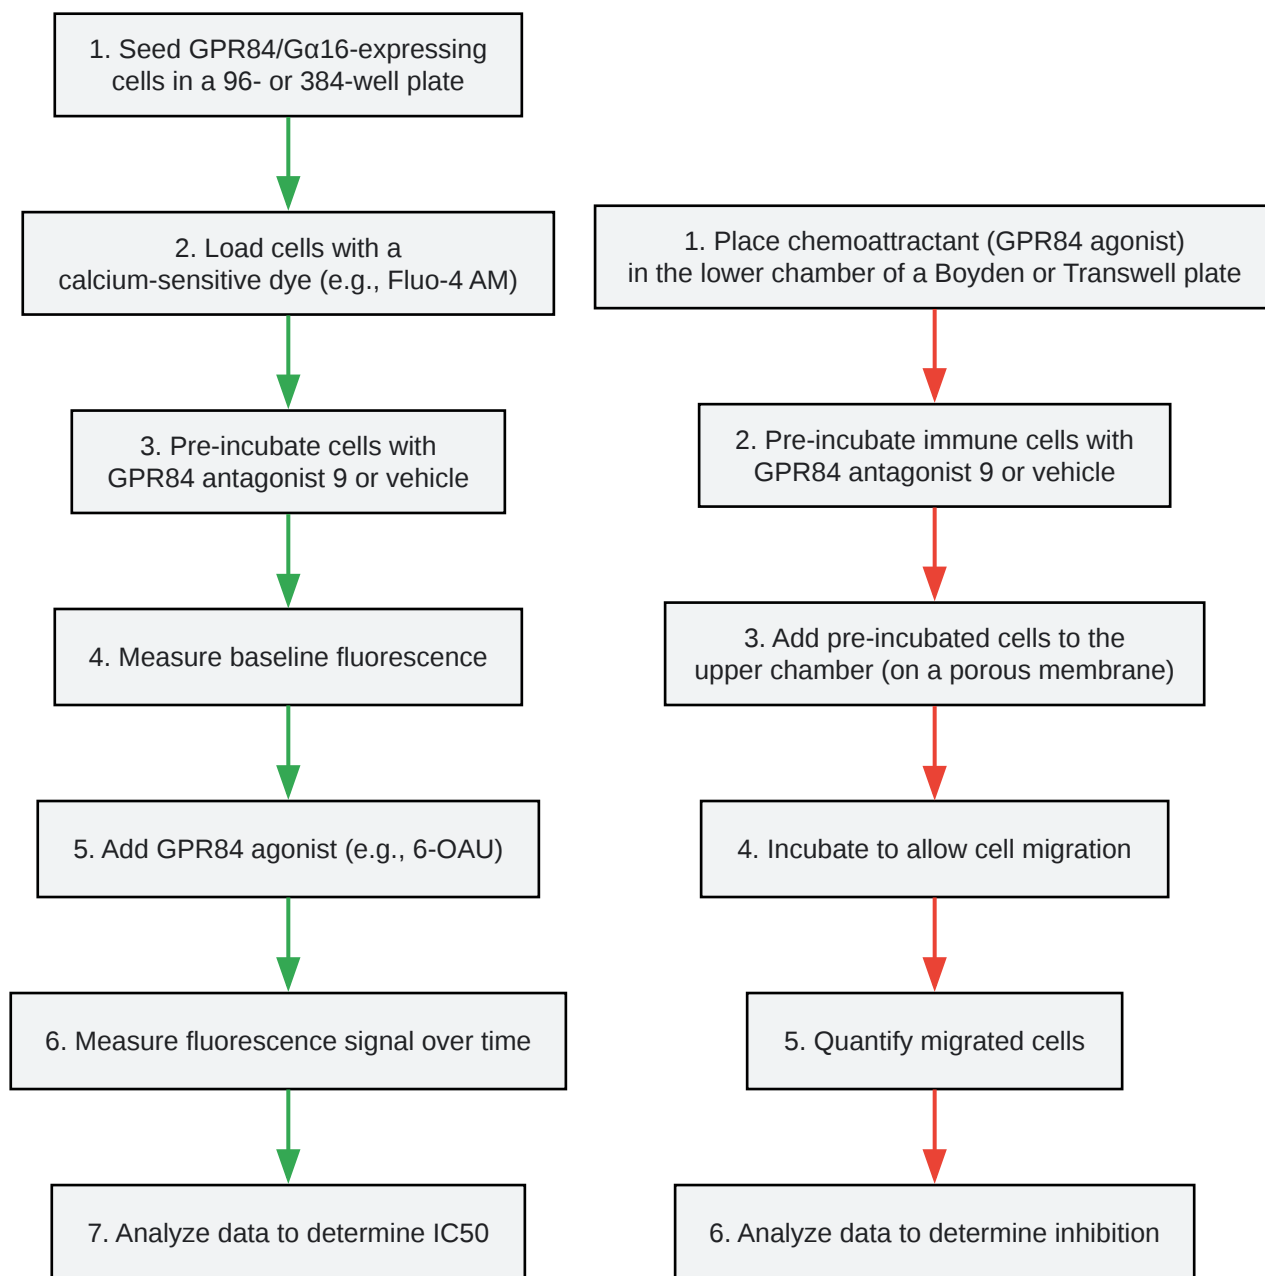 1. Seed GPR84/Gα16-expressing
cells in a 96- or 384-well plate
2. Load cells with a
calcium-sensitive dye (e.g., Fluo-4 AM)
3. Pre-incubate cells with
GPR84 antagonist 9 or vehicle
4. Measure baseline fluorescence
5. Add GPR84 agonist (e.g., 6-OAU)
6. Measure fluorescence signal over time
7. Analyze data to determine IC50
1. Place chemoattractant (GPR84 agonist)
in the lower chamber of a Boyden or Transwell plate
2. Pre-incubate immune cells with
GPR84 antagonist 9 or vehicle
3. Add pre-incubated cells to the
upper chamber (on a porous membrane)
4. Incubate to allow cell migration
5. Quantify migrated cells
6. Analyze data to determine inhibition